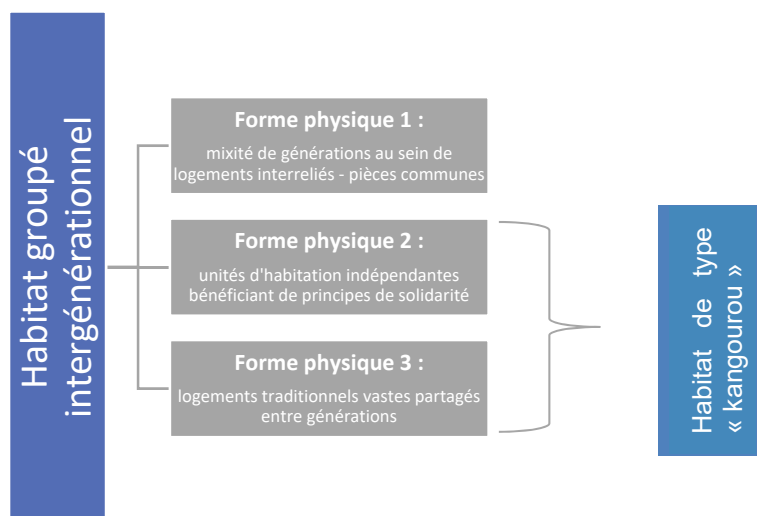 Habitat groupé
intergénérationnel
Forme physique 1 :
mixité de générations au sein de
logements interreliés - pièces communes
Forme physique 2 :
unités d'habitation indépendantes
bénéficiant de principes de solidarité
Forme physique 3 :
logements traditionnels vastes partagés
entre générations
Habitat de type
« kangourou »